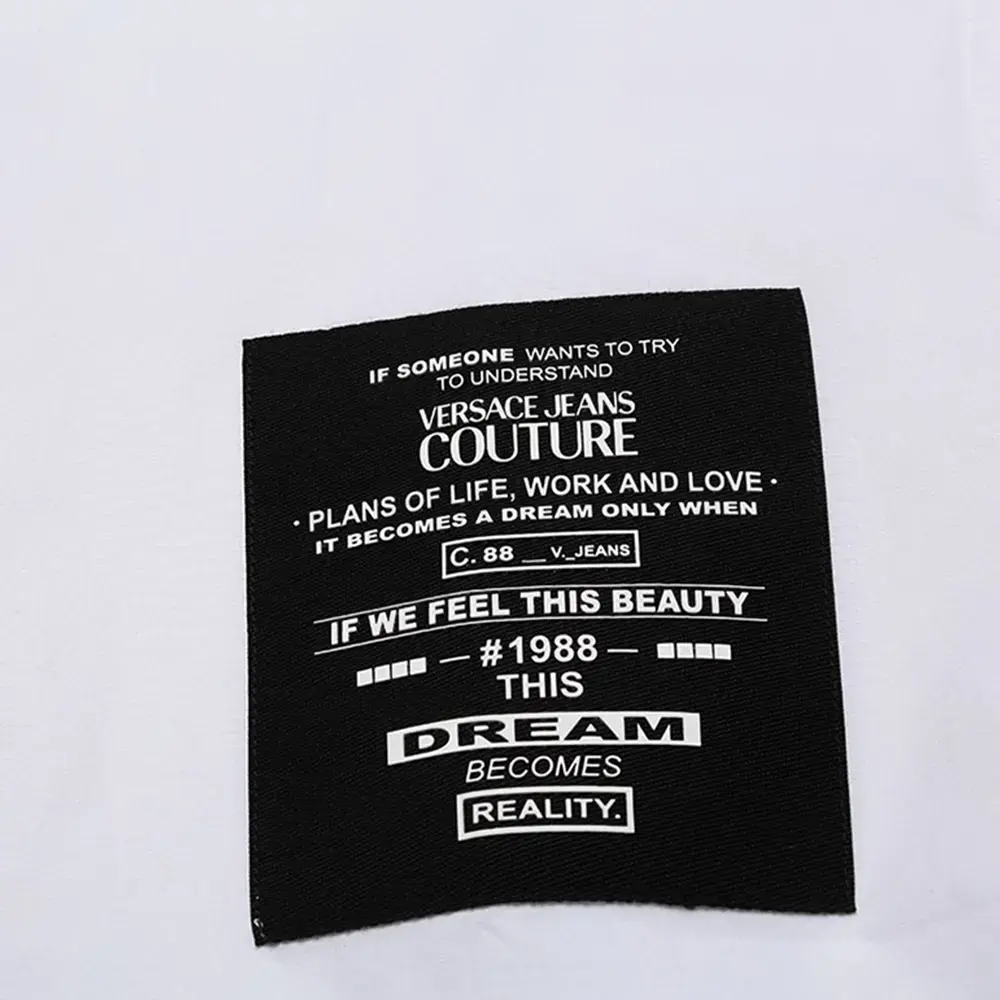 IF SOMEONE WANTS TO TRY
TO UNDERSTAND
VERSACE JEANS
COUTURE
· PLANS OF LIFE, WORK AND LOVE ·
IT BECOMES A DREAM ONLY WHEN
C. 88 __ V._JEANS
IF WE FEEL THIS BEAUTY
— #1988 —
THIS
DREAM
BECOMES
REALITY.